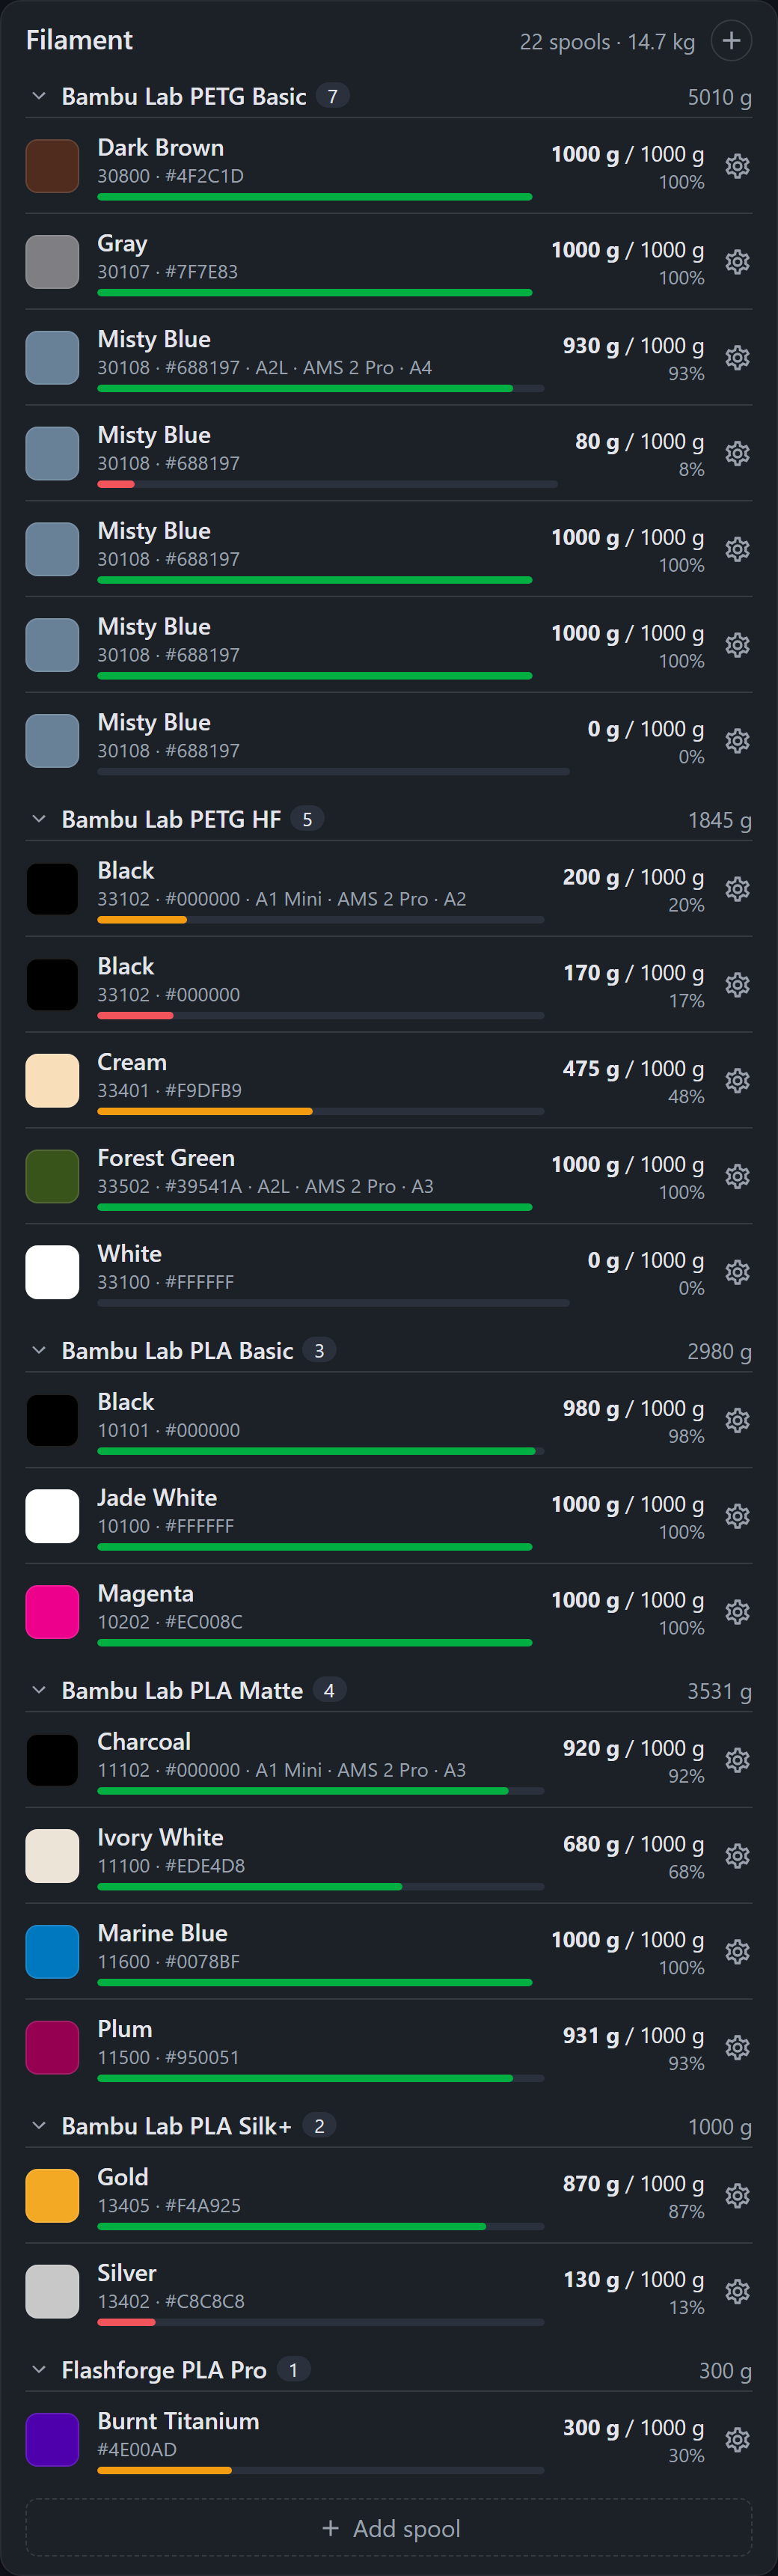 Filament
22 spools · 14.7 kg
Bambu Lab PETG Basic 7
5010 g
Dark Brown
1000 g / 1000 g
30800 · #4F2C1D
100%
Gray
1000 g / 1000 g
30107 · #7F7E83
100%
Misty Blue
930 g / 1000 g
30108 · #688197 · A2L · AMS 2 Pro · A4
93%
Misty Blue
80 g / 1000 g
30108 · #688197
8%
Misty Blue
1000 g / 1000 g
30108 · #688197
100%
Misty Blue
1000 g / 1000 g
30108 · #688197
100%
Misty Blue
0 g / 1000 g
30108 · #688197
0%
Bambu Lab PETG HF 5
1845 g
Black
200 g / 1000 g
33102 · #000000 · A1 Mini · AMS 2 Pro · A2
20%
Black
170 g / 1000 g
33102 · #000000
17%
Cream
475 g / 1000 g
33401 · #F9DFB9
48%
Forest Green
1000 g / 1000 g
33502 · #39541A · A2L · AMS 2 Pro · A3
100%
White
0 g / 1000 g
33100 · #FFFFFF
0%
Bambu Lab PLA Basic 3
2980 g
Black
980 g / 1000 g
10101 · #000000
98%
Jade White
1000 g / 1000 g
10100 · #FFFFFF
100%
Magenta
1000 g / 1000 g
10202 · #EC008C
100%
Bambu Lab PLA Matte 4
3531 g
Charcoal
920 g / 1000 g
11102 · #000000 · A1 Mini · AMS 2 Pro · A3
92%
Ivory White
680 g / 1000 g
11100 · #EDE4D8
68%
Marine Blue
1000 g / 1000 g
11600 · #0078BF
100%
Plum
931 g / 1000 g
11500 · #950051
93%
Bambu Lab PLA Silk+ 2
1000 g
Gold
870 g / 1000 g
13405 · #F4A925
87%
Silver
130 g / 1000 g
13402 · #C8C8C8
13%
Flashforge PLA Pro 1
300 g
Burnt Titanium
300 g / 1000 g
#4E00AD
30%
+ Add spool